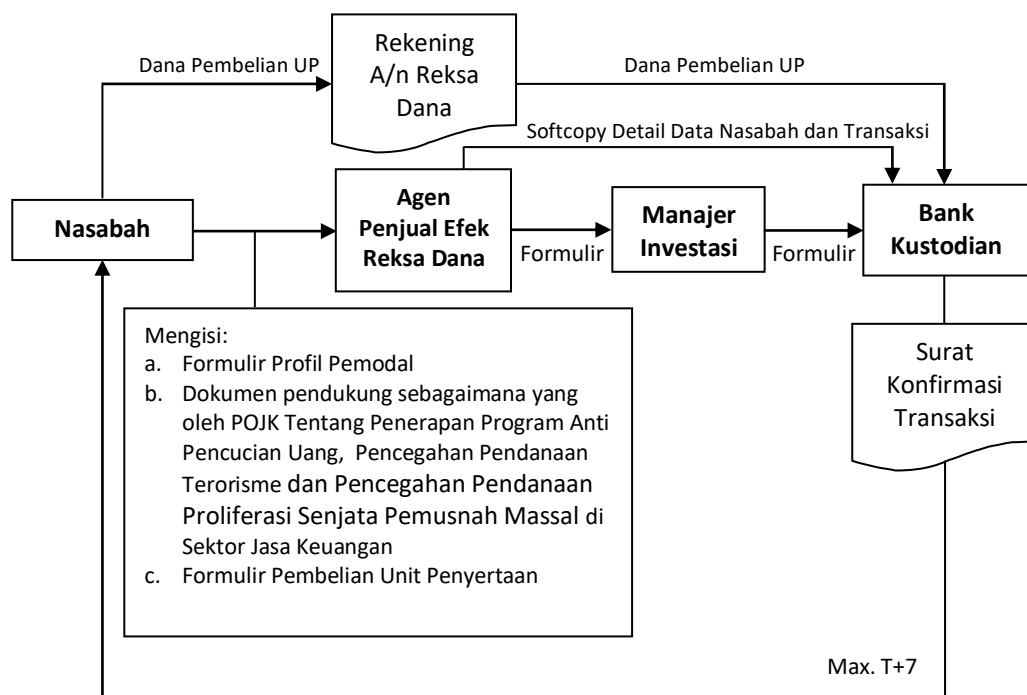 Rekening
A/n Reksa
Dana
Dana Pembelian UP
Dana Pembelian UP
Softcopy Detail Data Nasabah dan Transaksi
Nasabah
Agen
Penjual Efek
Reksa Dana
Formulir
Manajer
Investasi
Formulir
Bank
Kustodian
Mengisi:
a. Formulir Profil Pemodal
b. Dokumen pendukung sebagaimana yang
oleh POJK Tentang Penerapan Program Anti
Pencucian Uang, Pencegahan Pendanaan
Terorisme dan Pencegahan Pendanaan
Proliferasi Senjata Pemusnah Massal di
Sektor Jasa Keuangan
c. Formulir Pembelian Unit Penyertaan
Surat
Konfirmasi
Transaksi
Max. T+7